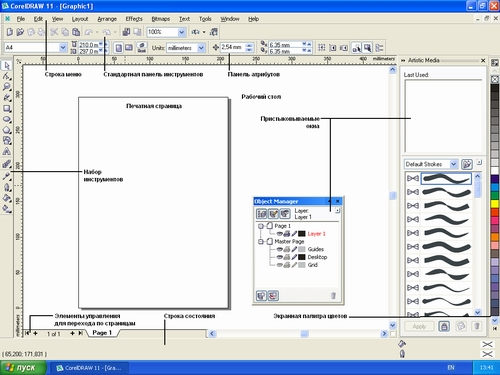 CorelDRAW 11 - [Graphic1]
File Edit View Layout Arrange Effects Bitmaps Text Tools Window Help
100%
A4
210,0 m
297,0 m
Units: millimeters
2,54 mm
6,35 mm
6,35 mm
Строка меню
Стандартная панель инструментов
Панель атрибутов
millimeters
Artistic Media
Last Used:
Рабочий стол
Печатная страница
Пристыковываемые
окна
Default Strokes
Набор
инструментов
Object Manager
Layer:
Layer 1
Page 1
Layer 1
Master Page
Guides
Desktop
Grid
Элементы управления
для перехода по страницам
Строка состояния
Экранная палитра цветов
Apply
millimeters
1 of 1
Page 1
( 65,200; 171,831 )
пуск
CorelDRAW 11 - [Gra...
EN
13:41